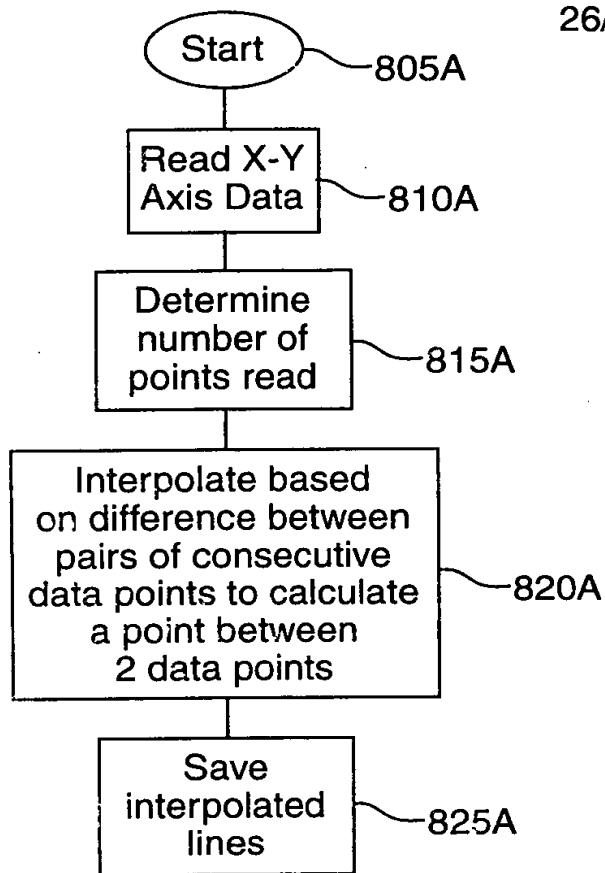 26A
Start
805A
Read X-Y
Axis Data
810A
Determine
number of
points read
815A
Interpolate based
on difference between
pairs of consecutive
data points to calculate
a point between
2 data points
820A
Save
interpolated
lines
825A